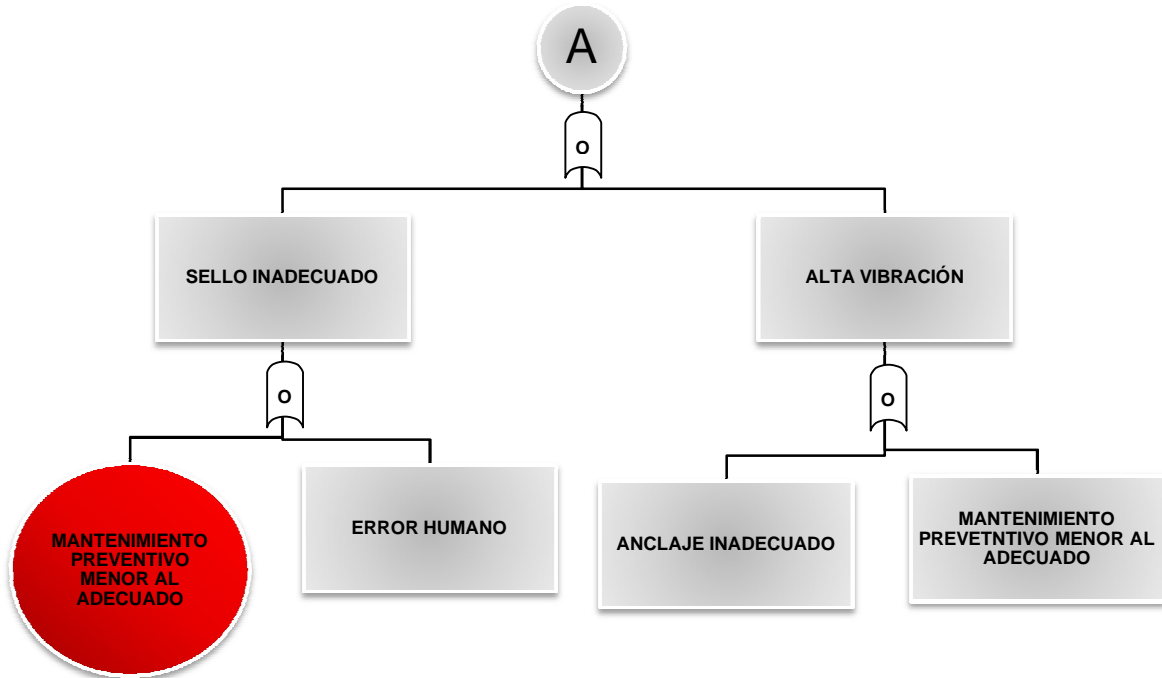 A
O
SELLO INADECUADO
ALTA VIBRACIÓN
O
O
MANTENIMIENTO
PREVENTIVO
MENOR AL
ADECUADO
ERROR HUMANO
ANCLAJE INADECUADO
MANTENIMIENTO
PREVETNTIVO MENOR AL
ADECUADO